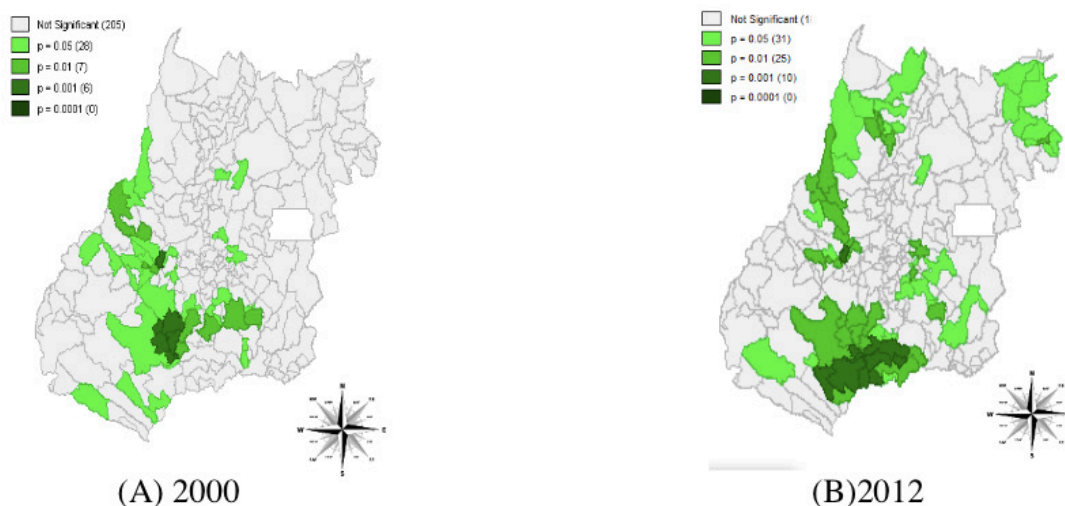 Not Significant (205)
p = 0.05 (28)
p = 0.01 (7)
p = 0.001 (6)
p = 0.0001 (0)
N
W
E
S
(A) 2000
Not Significant (1
p = 0.05 (31)
p = 0.01 (25)
p = 0.001 (10)
p = 0.0001 (0)
N
W
S
(B)2012